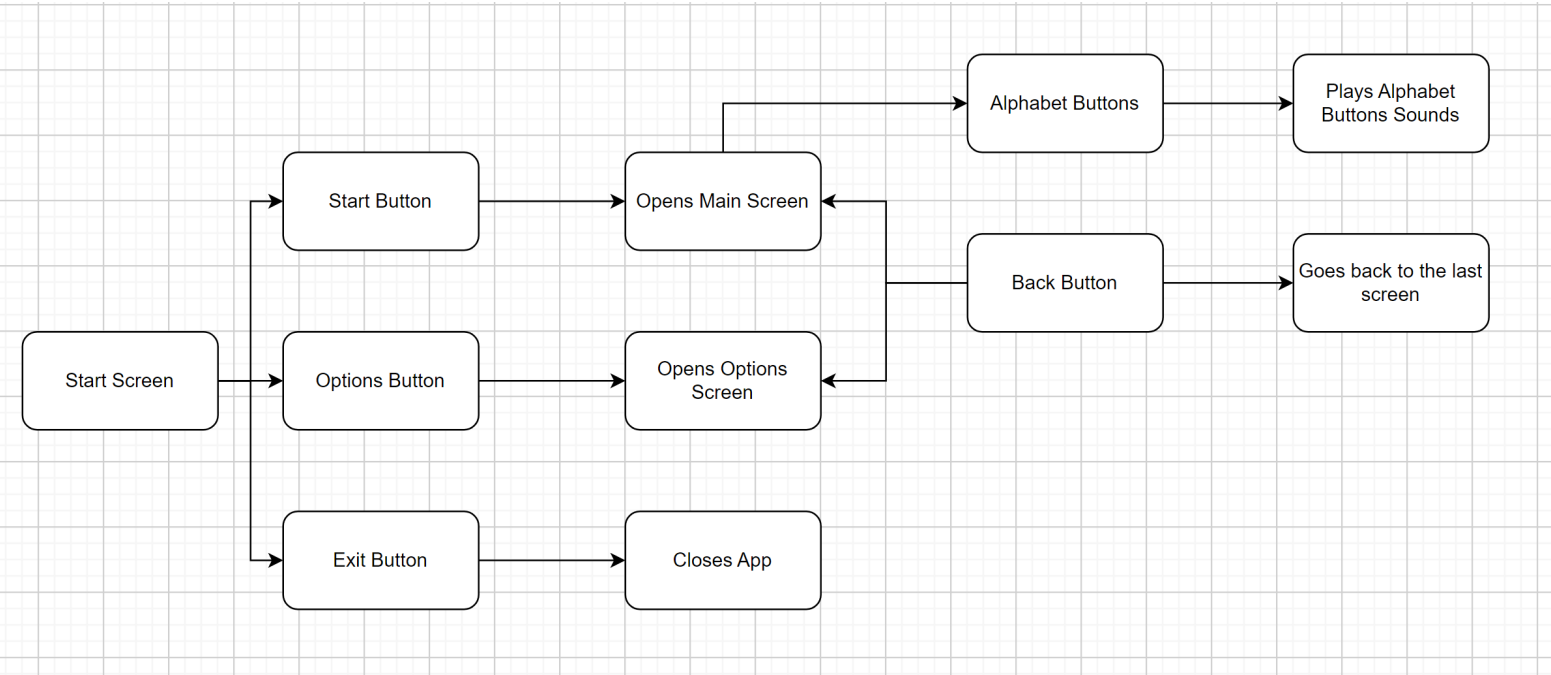 Alphabet Buttons
Plays Alphabet
Buttons Sounds
Start Button
Opens Main Screen
Back Button
Goes back to the last
screen
Start Screen
Options Button
Opens Options
Screen
Exit Button
Closes App